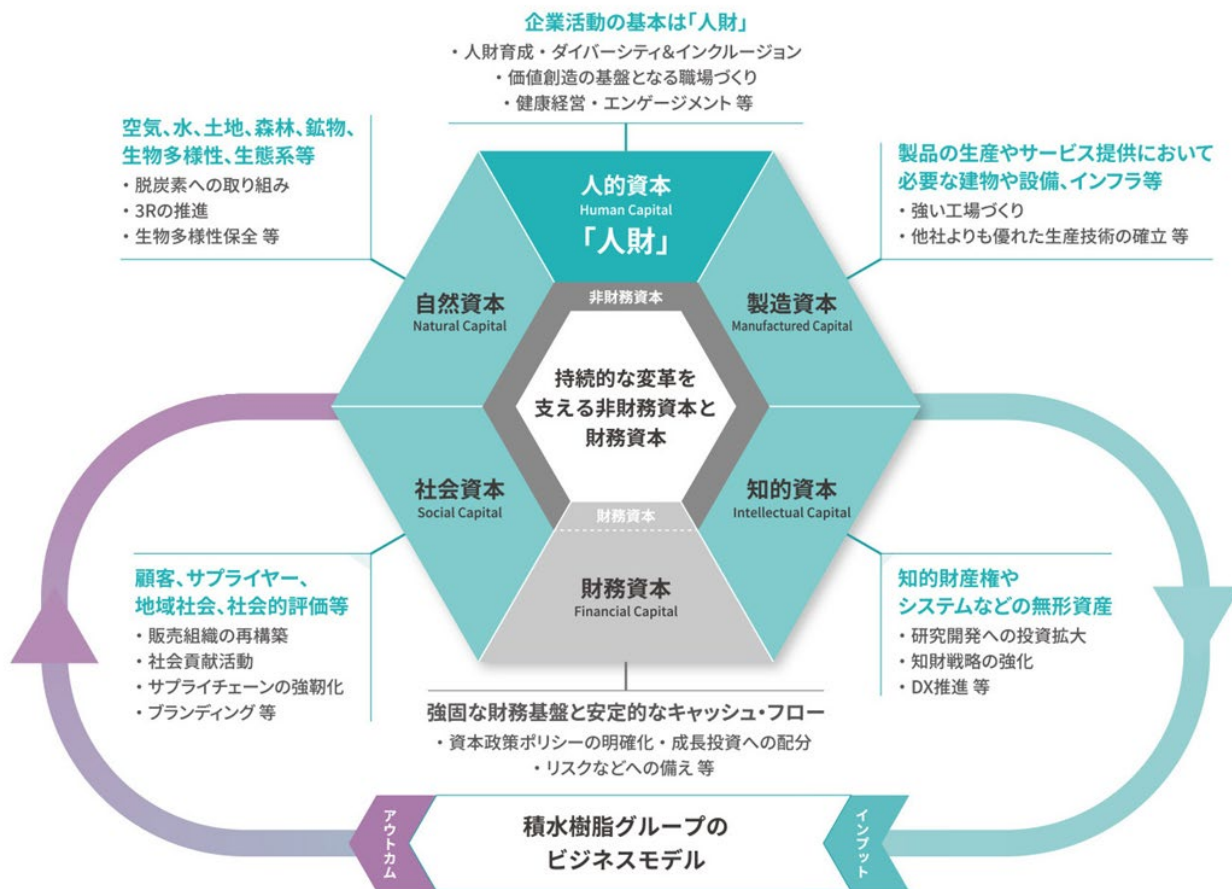 企業活動の基本は「人財」
・人財育成・ダイバーシティ&インクルージョン
・価値創造の基盤となる職場づくり
・健康経営・エンゲージメント 等
空気、水、土地、森林、鉱物、
生物多様性、生態系等
・脱炭素への取り組み
・3Rの推進
・生物多様性保全 等
製品の生産やサービス提供において
必要な建物や設備、インフラ等
・強い工場づくり
・他社よりも優れた生産技術の確立 等
人的資本
Human Capital
「人財」
非財務資本
自然資本
Natural Capital
製造資本
Manufactured Capital
持続的な変革を
支える非財務資本と
財務資本
社会資本
Social Capital
知的資本
Intellectual Capital
財務資本
財務資本
Financial Capital
顧客、サプライヤー、
地域社会、社会的評価等
・販売組織の再構築
・社会貢献活動
・サプライチェーンの強靭化
・ブランディング 等
知的財産権や
システムなどの無形資産
・研究開発への投資拡大
・知財戦略の強化
・DX推進 等
強固な財務基盤と安定的なキャッシュ・フロー
・資本政策ポリシーの明確化・成長投資への配分
・リスクなどへの備え 等
アウトカム
積水樹脂グループの
ビジネスモデル
インプット